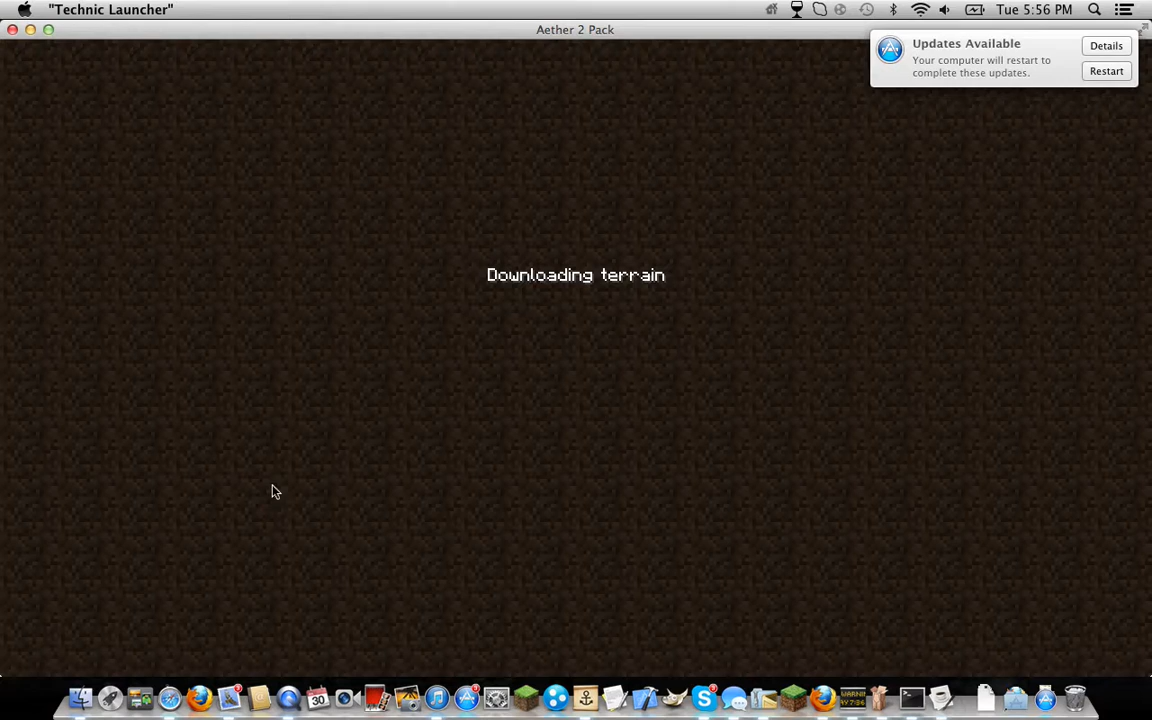 "Technic Launcher"
Tue 5:56 PM
Aether 2 Pack
Updates Available
Your computer will restart to
complete these updates.
Details
Restart
Downloading terrain
30